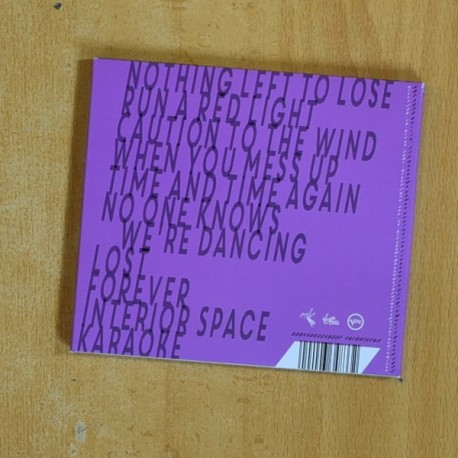 NOTHING LEFT TO LOSE
RUN A RED LIGHT
CAUTION TO THE WIND
WHEN YOU MESS UP
TIME AND TIME AGAIN
NO ONE KNOWS
WE'RE DANCING
LOST
FOREVER
INTERIOR SPACE
KARAOKE